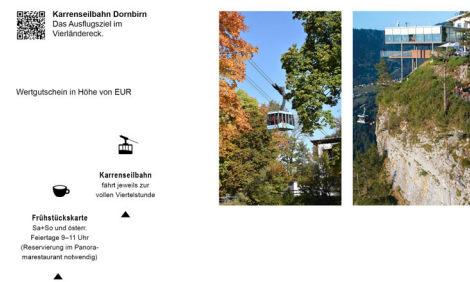 Karrenseilbahn Dornbirn
Das Ausflugsziel im
Vierländereck.
Wertgutschein in Höhe von EUR
Karrenseilbahn
fährt jeweils zur
vollen Viertelstunde
Frühstückskarte
Sa+So und österr.
Feiertage 9–11 Uhr
(Reservierung im Panora-
marestaurant notwendig)